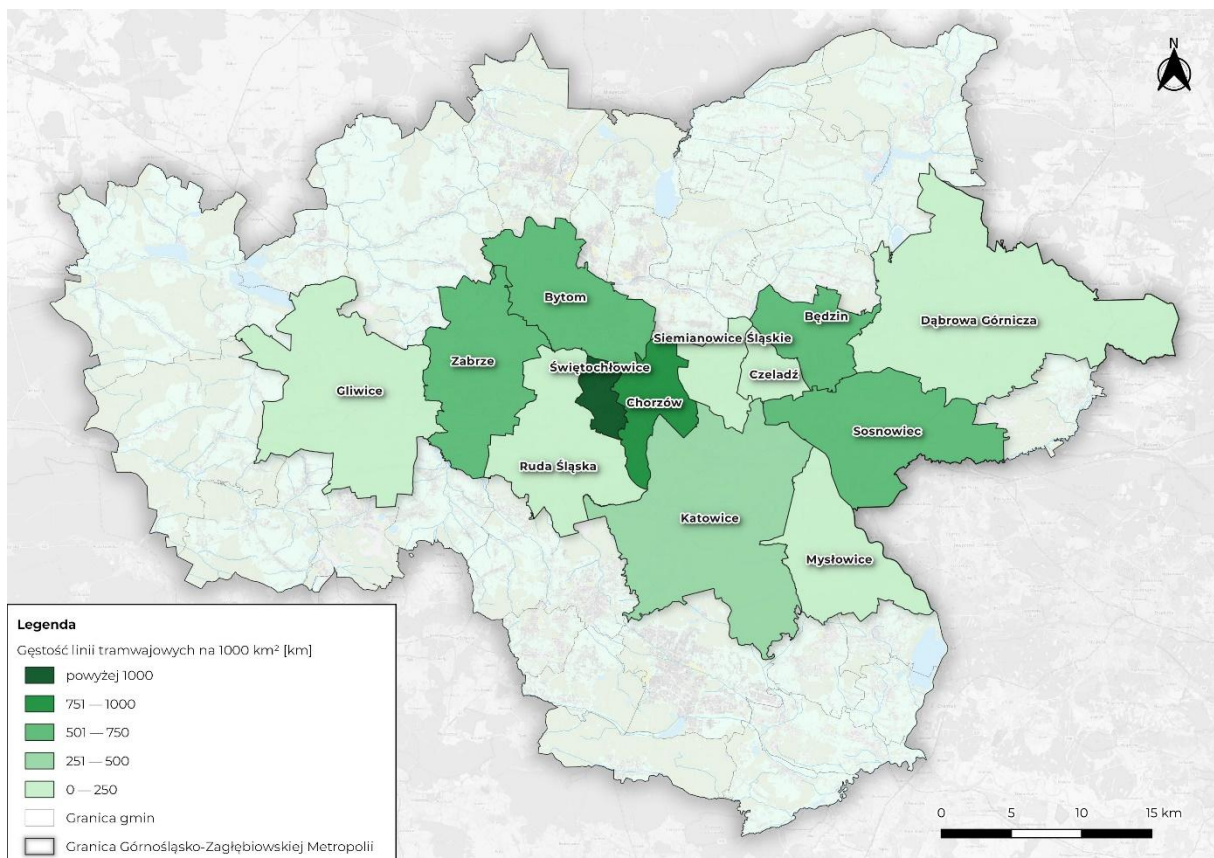 N
Bytom
Będzin
Dąbrowa Górnicza
Siemianowice Śląskie
Zabrze
Świętochłowice
Czeladź
Gliwice
Chorzów
Sosnowiec
Ruda Śląska
Katowice
Mysłowice
Legenda
Gęstość linii tramwajowych na 1000 km² [km]
powyżej 1000
751 — 1000
501 — 750
251 — 500
0 — 250
Granica gmin
Granica Górnośląsko-Zagłębiowskiej Metropolii
0 5 10 15 km